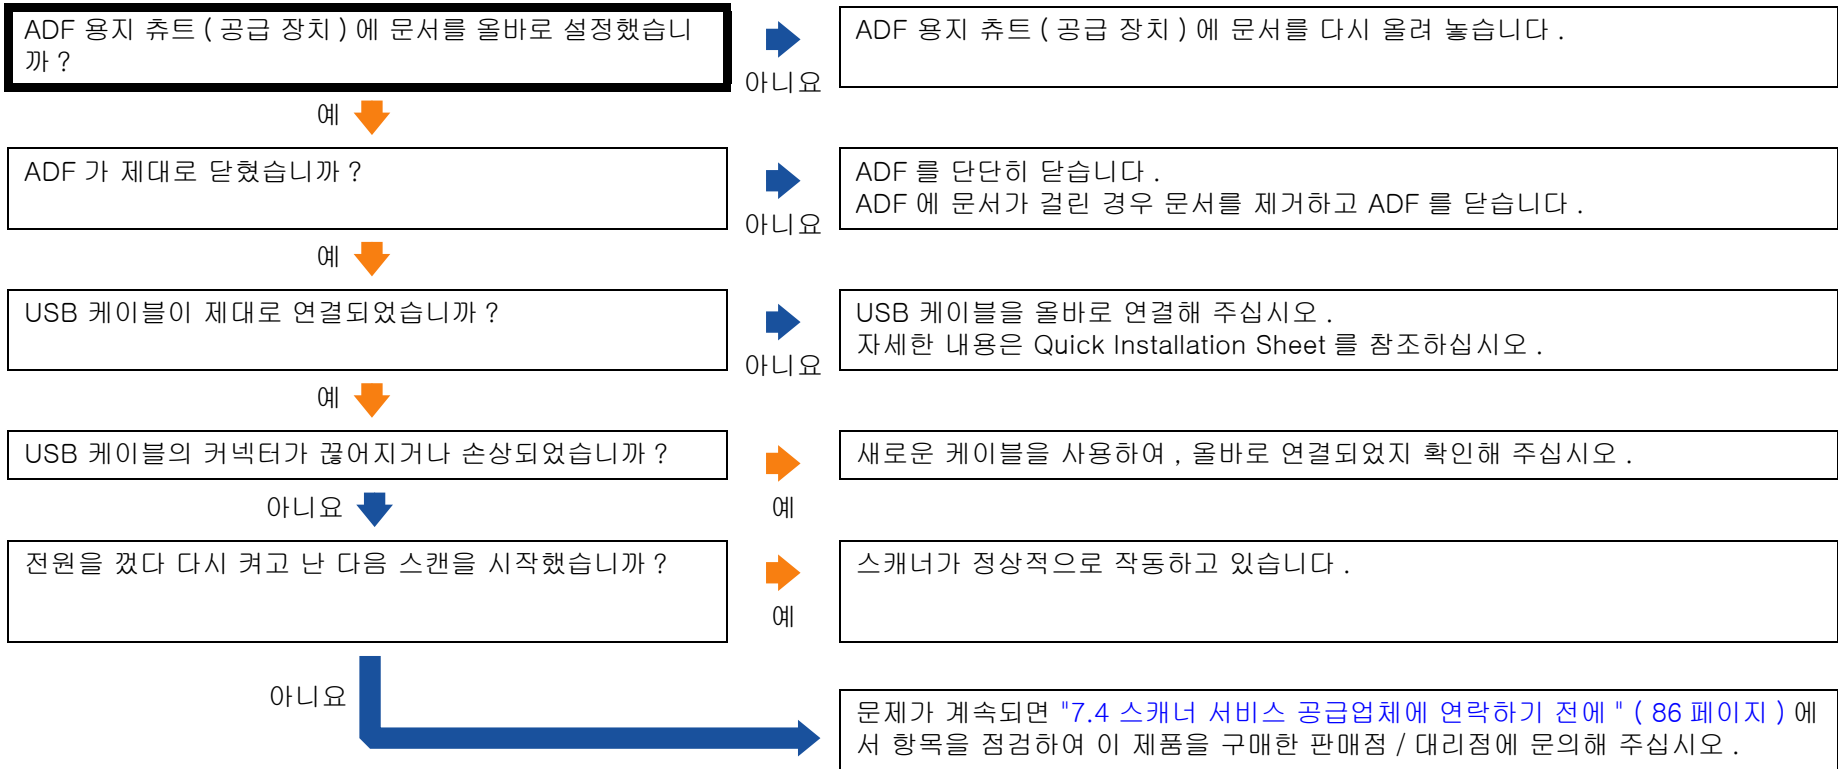 ADF 용지 츄트 ( 공급 장치 ) 에 문서를 올바로 설정했습니
까 ?
아니요
ADF 용지 츄트 ( 공급 장치 ) 에 문서를 다시 올려 놓습니다 .
예
ADF 가 제대로 닫혔습니까 ?
아니요
ADF 를 단단히 닫습니다 .
ADF 에 문서가 걸린 경우 문서를 제거하고 ADF 를 닫습니다 .
예
USB 케이블이 제대로 연결되었습니까 ?
아니요
USB 케이블을 올바로 연결해 주십시오 .
자세한 내용은 Quick Installation Sheet 를 참조하십시오 .
예
USB 케이블의 커넥터가 끊어지거나 손상되었습니까 ?
예
새로운 케이블을 사용하여 , 올바로 연결되었지 확인해 주십시오 .
아니요
전원을 껐다 다시 켜고 난 다음 스캔을 시작했습니까 ?
예
스캐너가 정상적으로 작동하고 있습니다 .
아니요
문제가 계속되면 "7.4 스캐너 서비스 공급업체에 연락하기 전에 " ( 86 페이지 ) 에
서 항목을 점검하여 이 제품을 구매한 판매점 / 대리점에 문의해 주십시오 .